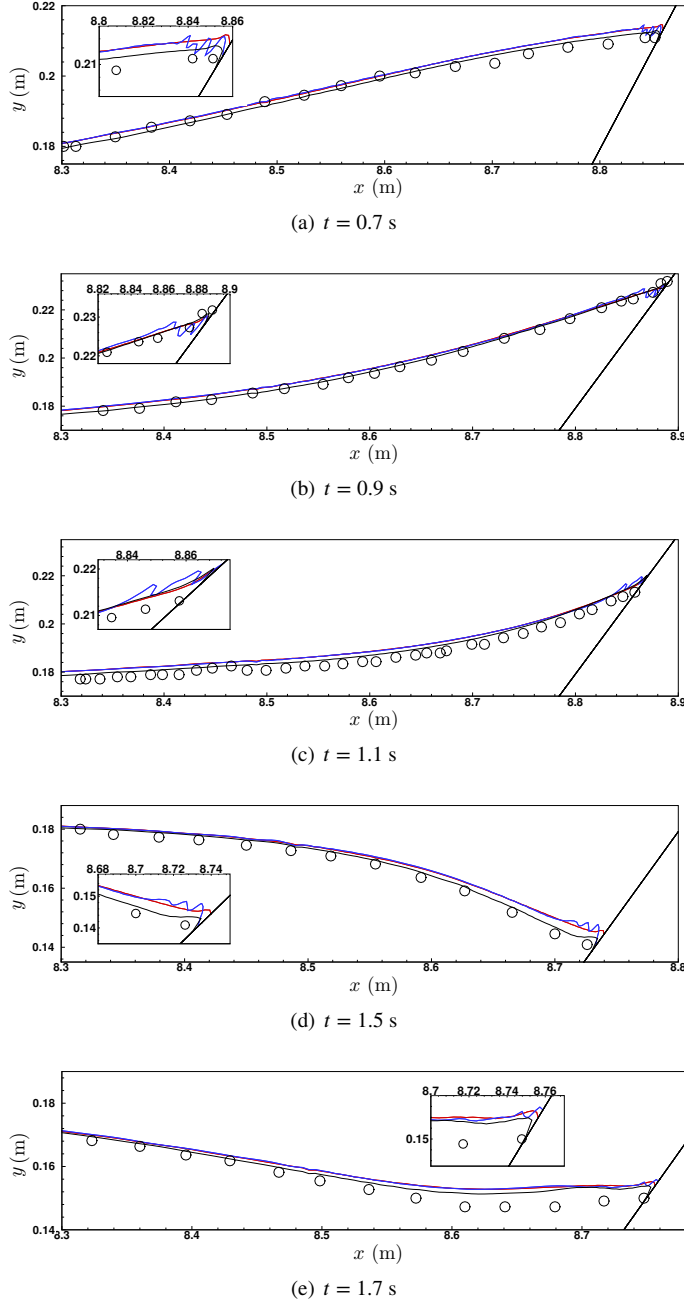 8.8 8.82 8.84 8.86
0.21
0.22
0.2
0.18
y (m)
8.3 8.4 8.5 8.6 8.7 8.8
x (m)
(a) t = 0.7 s
8.82 8.84 8.86 8.88 8.9
0.23
0.22
0.22
0.2
0.18
y (m)
8.3 8.4 8.5 8.6 8.7 8.8 8.9
x (m)
(b) t = 0.9 s
8.84 8.86
0.22
0.21
0.22
0.2
0.18
y (m)
8.3 8.4 8.5 8.6 8.7 8.8 8.9
x (m)
(c) t = 1.1 s
0.18
0.16
0.14
y (m)
8.68 8.7 8.72 8.74
0.15
0.14
8.3 8.4 8.5 8.6 8.7 8.8
x (m)
(d) t = 1.5 s
8.7 8.72 8.74 8.76
0.15
0.18
0.16
0.14
y (m)
8.3 8.4 8.5 8.6 8.7
x (m)
(e) t = 1.7 s